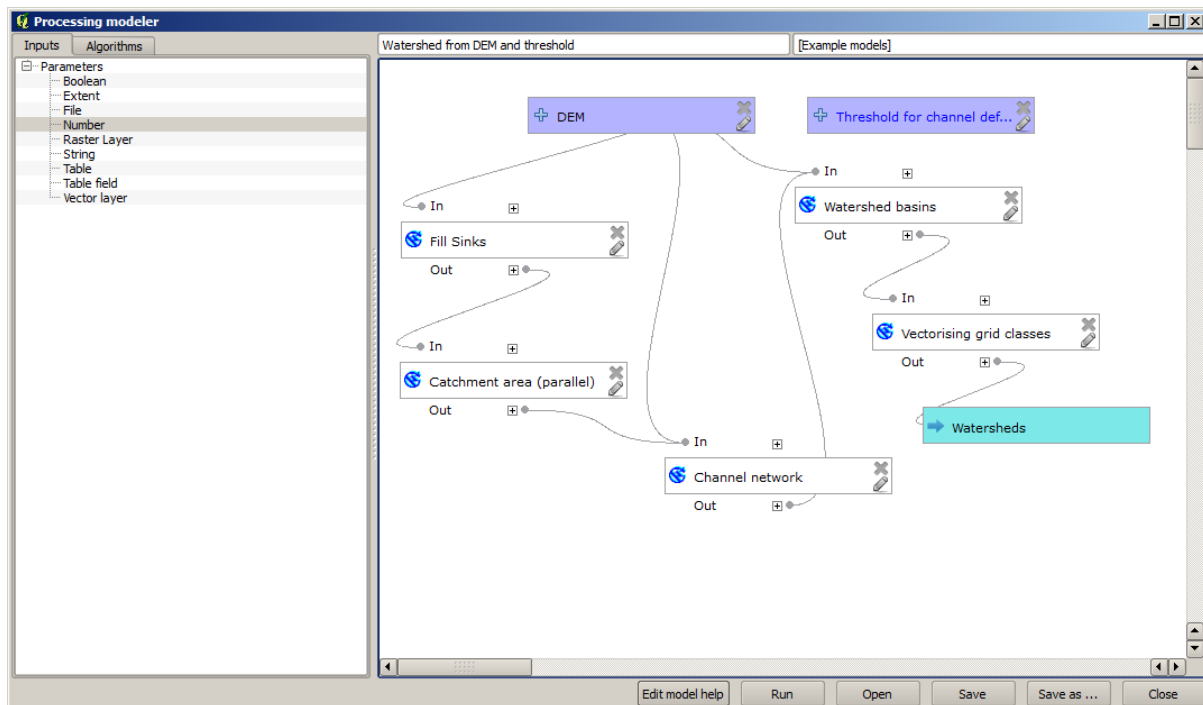 Processing modeler
Inputs
Algorithms
Watershed from DEM and threshold
[Example models]
Parameters
Boolean
Extent
File
Number
Raster Layer
String
Table
Table field
Vector layer
DEM
Threshold for channel def...
In
Watershed basins
Out
In
Fill Sinks
Out
In
Vectorising grid classes
Out
In
Catchment area (parallel)
Out
Watersheds
In
Channel network
Out
Edit model help
Run
Open
Save
Save as ...
Close